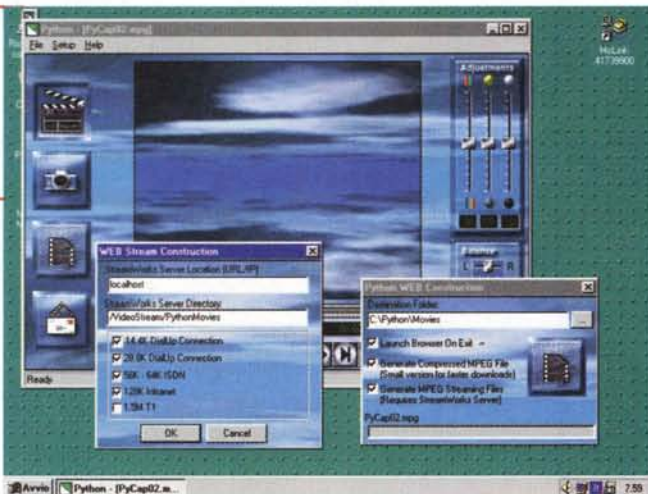 Python - [PyCap02.mpg]
File Setup Help
Adjustments
L R
Ready
WEB Stream Construction
StreamWorks Server Location (URL/IP)
localhost
StreamWorks Server Directory
/VideoStream/PythonMovies
14.4K DialUp Connection
28.8K DialUp Connection
56K - 64K ISDN
128K Intranet
1.5M T1
OK Cancel
Python WEB Construction
Destination Folder
C:\Python\Movies
...
Launch Browser On Exit
Generate Compressed MPEG File
(Small version for faster downloads)
Generate MPEG Streaming Files
(Requires StreamWorks Server)
PyCap02.mpg
41739900
Avvio
Python - [PyCap02.m...
7.59